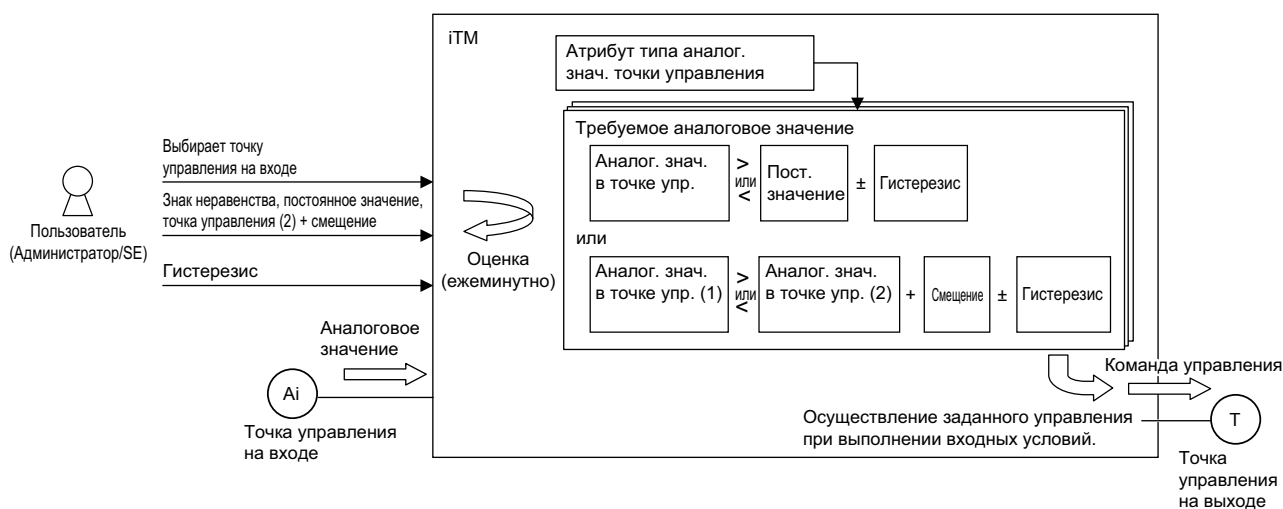 iTM
Атрибут типа аналог.
знач. точки управления
Требуемое аналоговое значение
Аналог. знач.
в точке упр.
>
или
<
Пост.
значение
±
Гистерезис
или
Аналог. знач.
в точке упр. (1)
>
или
<
Аналог. знач.
в точке упр. (2)
+
Смещение
±
Гистерезис
Выбирает точку
управления на входе
Знак неравенства, постоянное значение,
точка управления (2) + смещение
Гистерезис
Пользователь
(Администратор/SE)
Оценка
(ежеминутно)
Аналоговое
значение
Ai
Точка управления
на входе
Команда управления
Осуществление заданного управления
при выполнении входных условий.
T
Точка
управления
на выходе